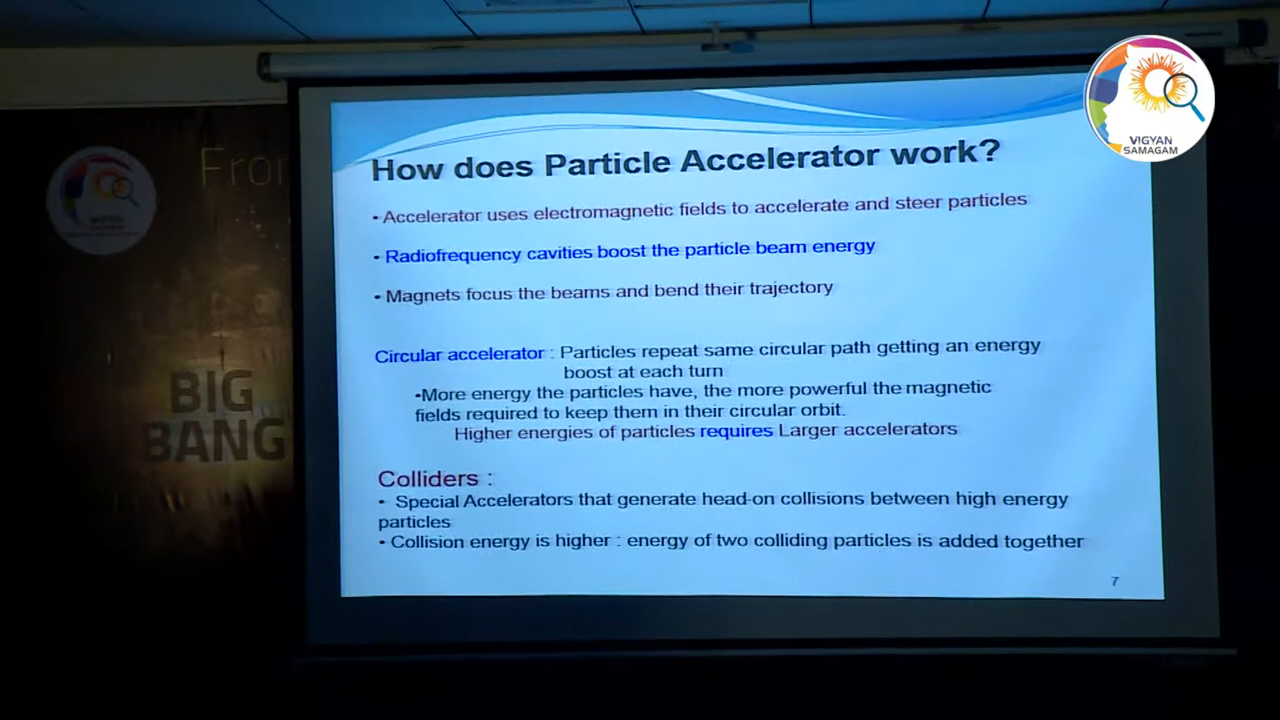 VIGYAN
SAMAGAM
From
BIG
BANG
How does Particle Accelerator work?
• Accelerator uses electromagnetic fields to accelerate and steer particles
• Radiofrequency cavities boost the particle beam energy
• Magnets focus the beams and bend their trajectory
Circular accelerator : Particles repeat same circular path getting an energy
boost at each turn
•More energy the particles have, the more powerful the magnetic
fields required to keep them in their circular orbit.
Higher energies of particles requires Larger accelerators
Colliders :
• Special Accelerators that generate head-on collisions between high energy
particles
• Collision energy is higher : energy of two colliding particles is added together
7